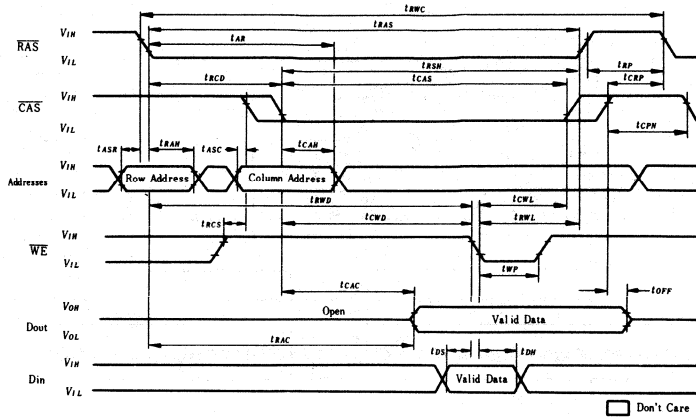 tRWC
tRAS
tAR
RAS
VIH
VIL
tRSH
tRP
tRCD
tCAS
tCRP
CAS
VIH
VIL
tCPN
tASR
tRAH
tASC
tCAH
Addresses
VIH
VIL
Row Address
Column Address
tRWD
tCWL
tRCS
tCWD
tRWL
WE
VIH
VIL
tWP
tCAC
tOFF
Dout
VOH
VOL
Open
Valid Data
tRAC
tDS
tDH
Din
VIH
VIL
Valid Data
Don't Care